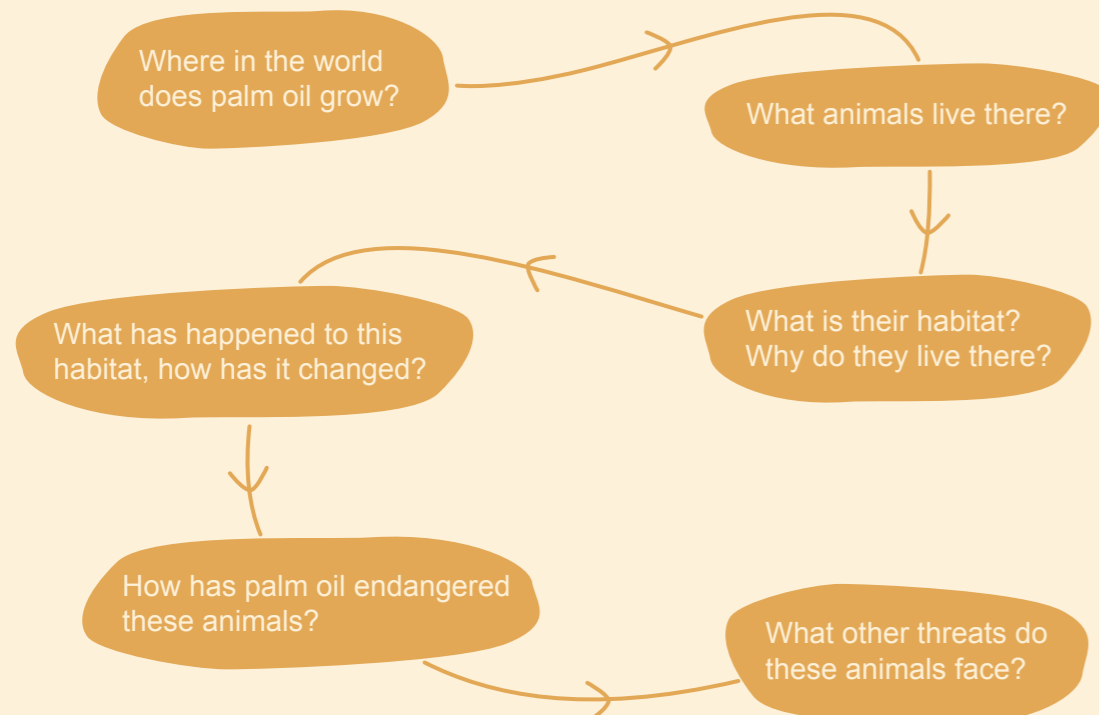 Where in the world
does palm oil grow?
What animals live there?
What is their habitat?
Why do they live there?
What has happened to this
habitat, how has it changed?
How has palm oil endangered
these animals?
What other threats do
these animals face?